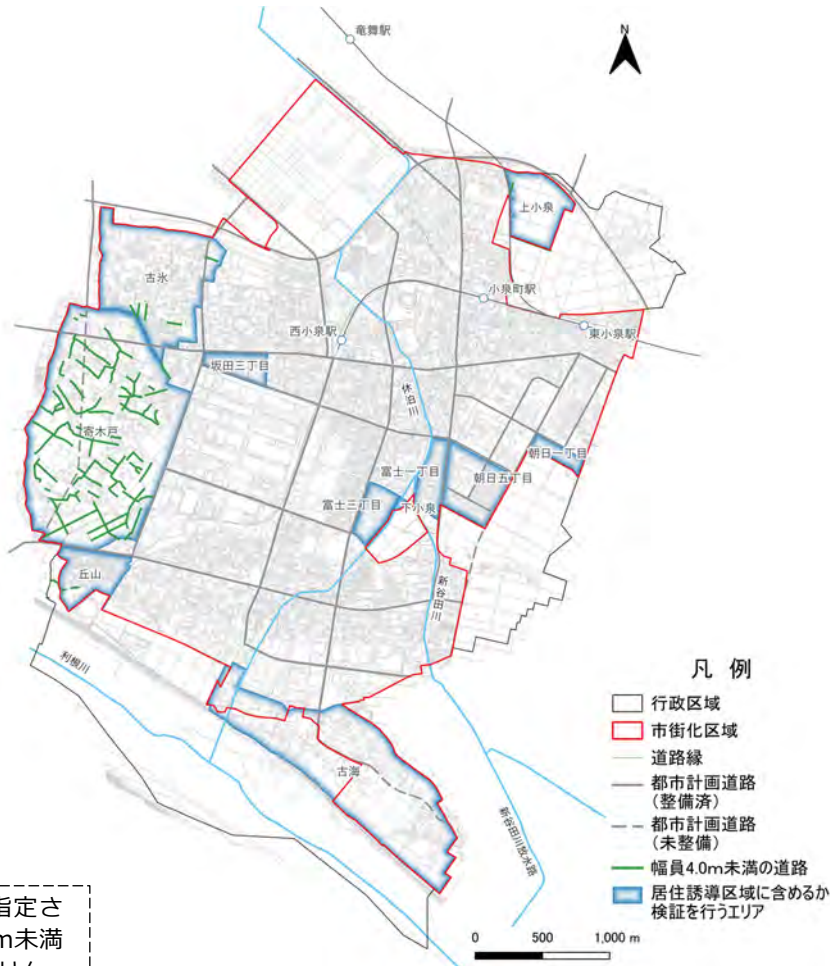 竜舞駅
N
上小泉
古氷
小泉町駅
西小泉駅
東小泉駅
坂田三丁目
休泊川
寄木戸
朝日一丁目
富士一丁目
朝日五丁目
富士三丁目
下小泉
丘山
新谷田川
利根川
古海
新谷田川放水路
凡 例
行政区域
市街化区域
道路縁
都市計画道路
(整備済)
都市計画道路
(未整備)
幅員4.0m未満の道路
居住誘導区域に含めるか
検証を行うエリア
0 500 1,000 m
指定さ
m未満